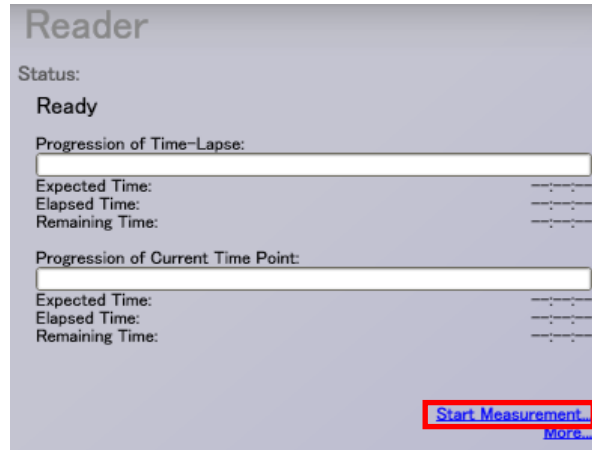 Reader
Status:
Ready
Progression of Time-Lapse:
Expected Time: --:--:--
Elapsed Time: --:--:--
Remaining Time: --:--:--
Progression of Current Time Point:
Expected Time: --:--:--
Elapsed Time: --:--:--
Remaining Time: --:--:--
Start Measurement...
More...